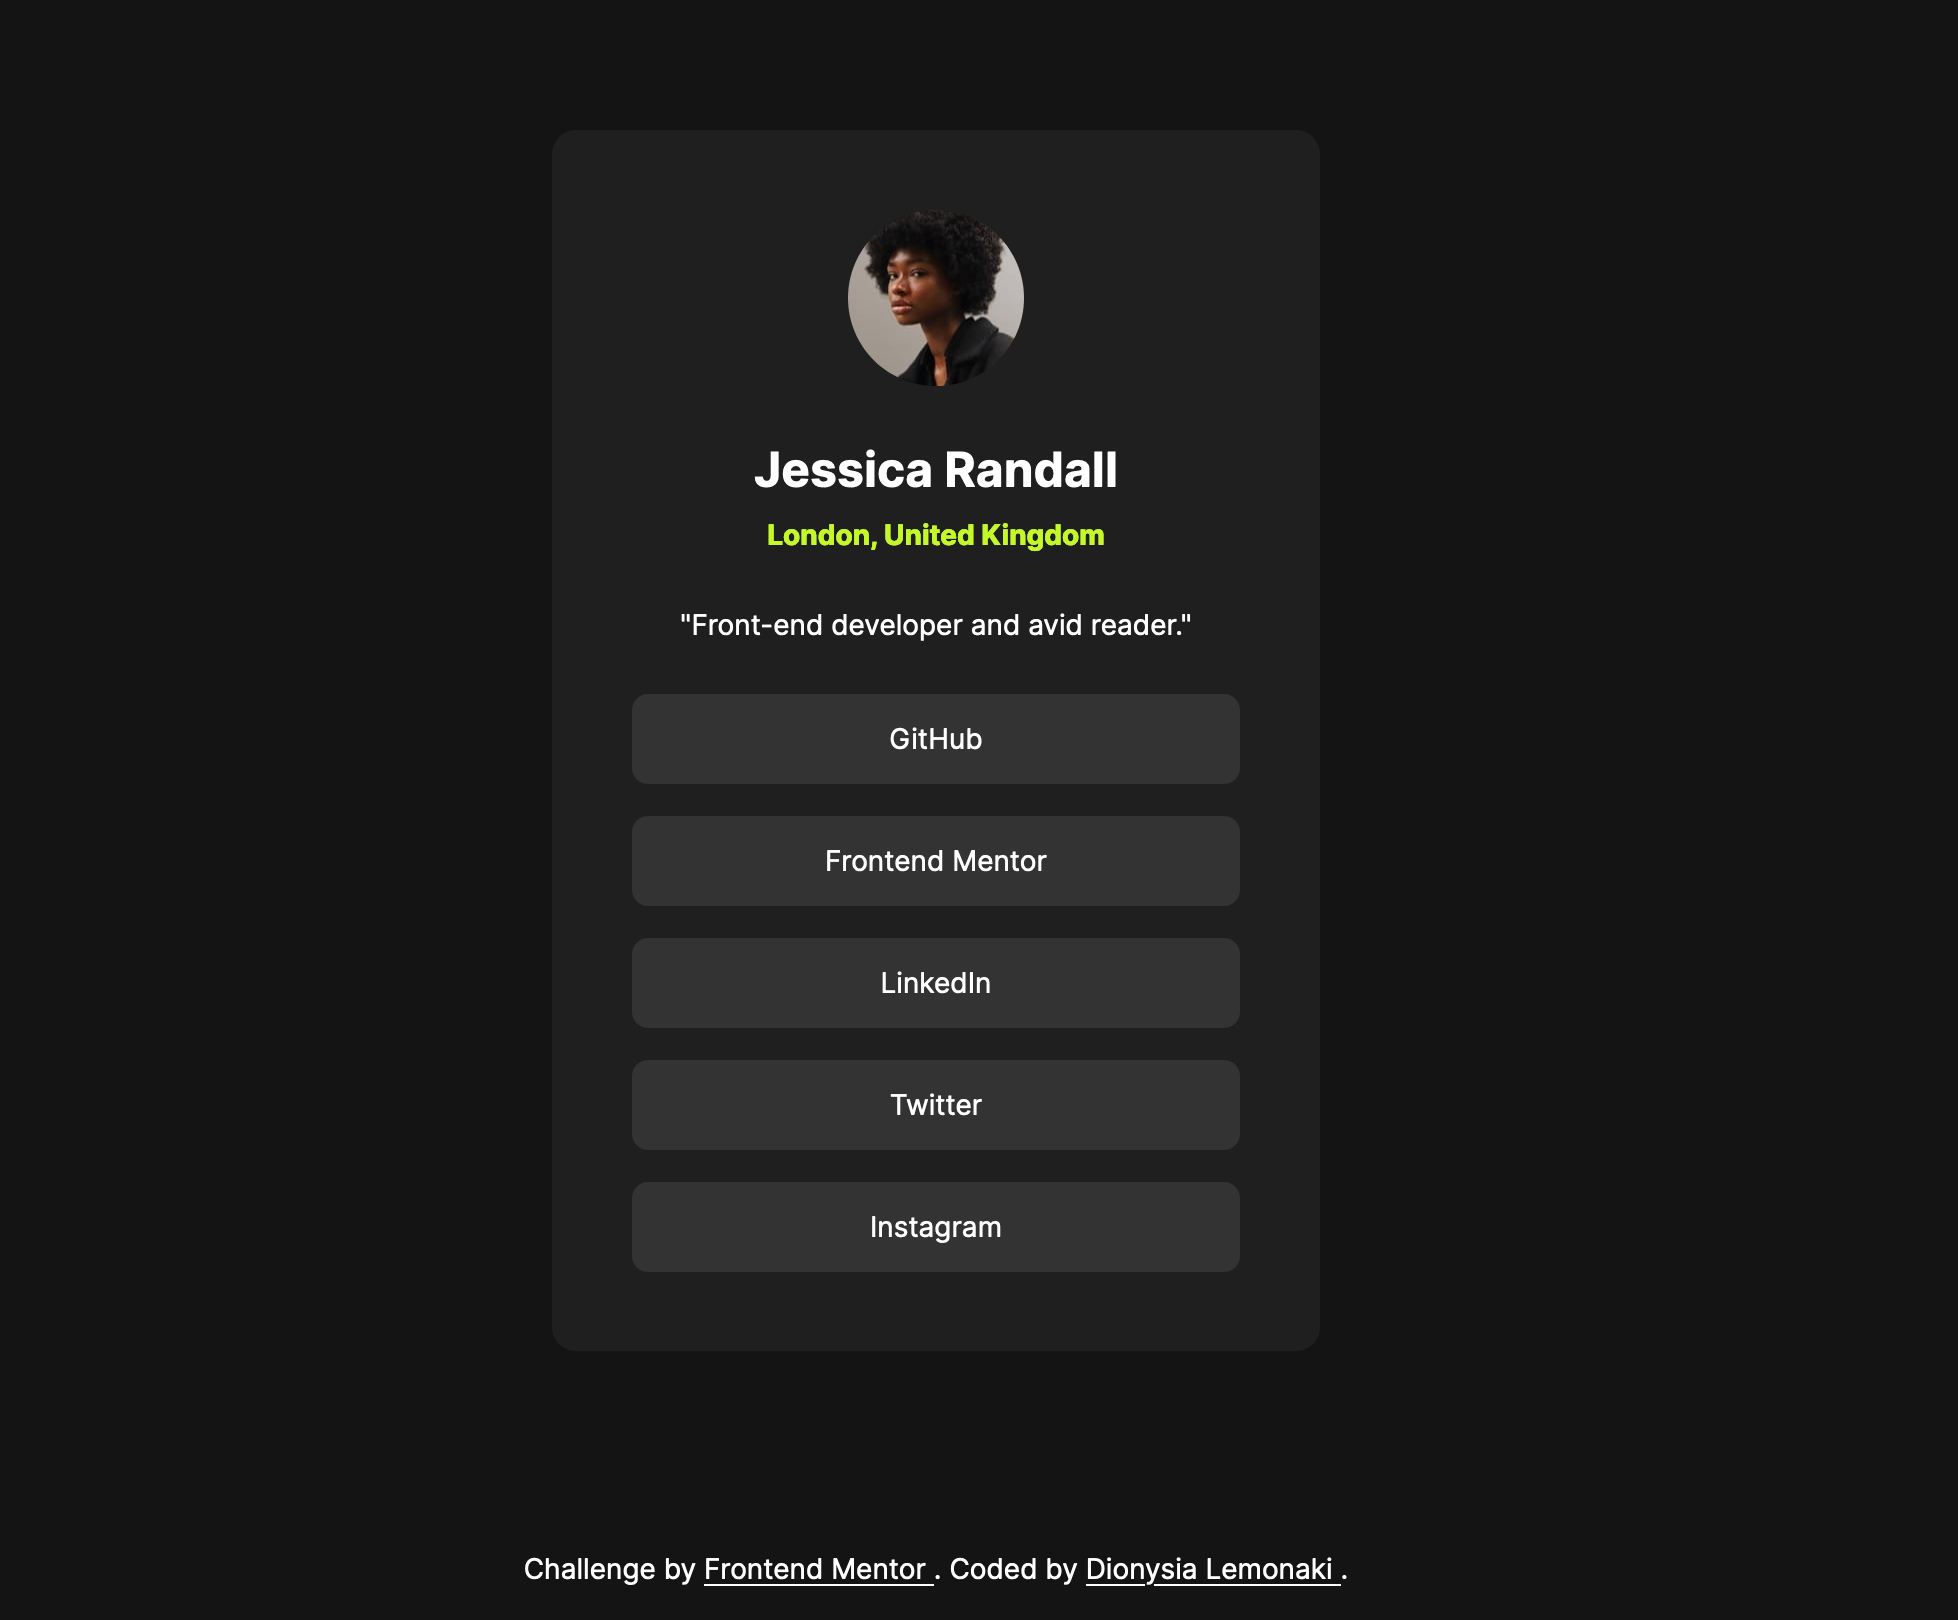 Jessica Randall
London, United Kingdom
"Front-end developer and avid reader."
GitHub
Frontend Mentor
LinkedIn
Twitter
Instagram
Challenge by Frontend Mentor . Coded by Dionysia Lemonaki .